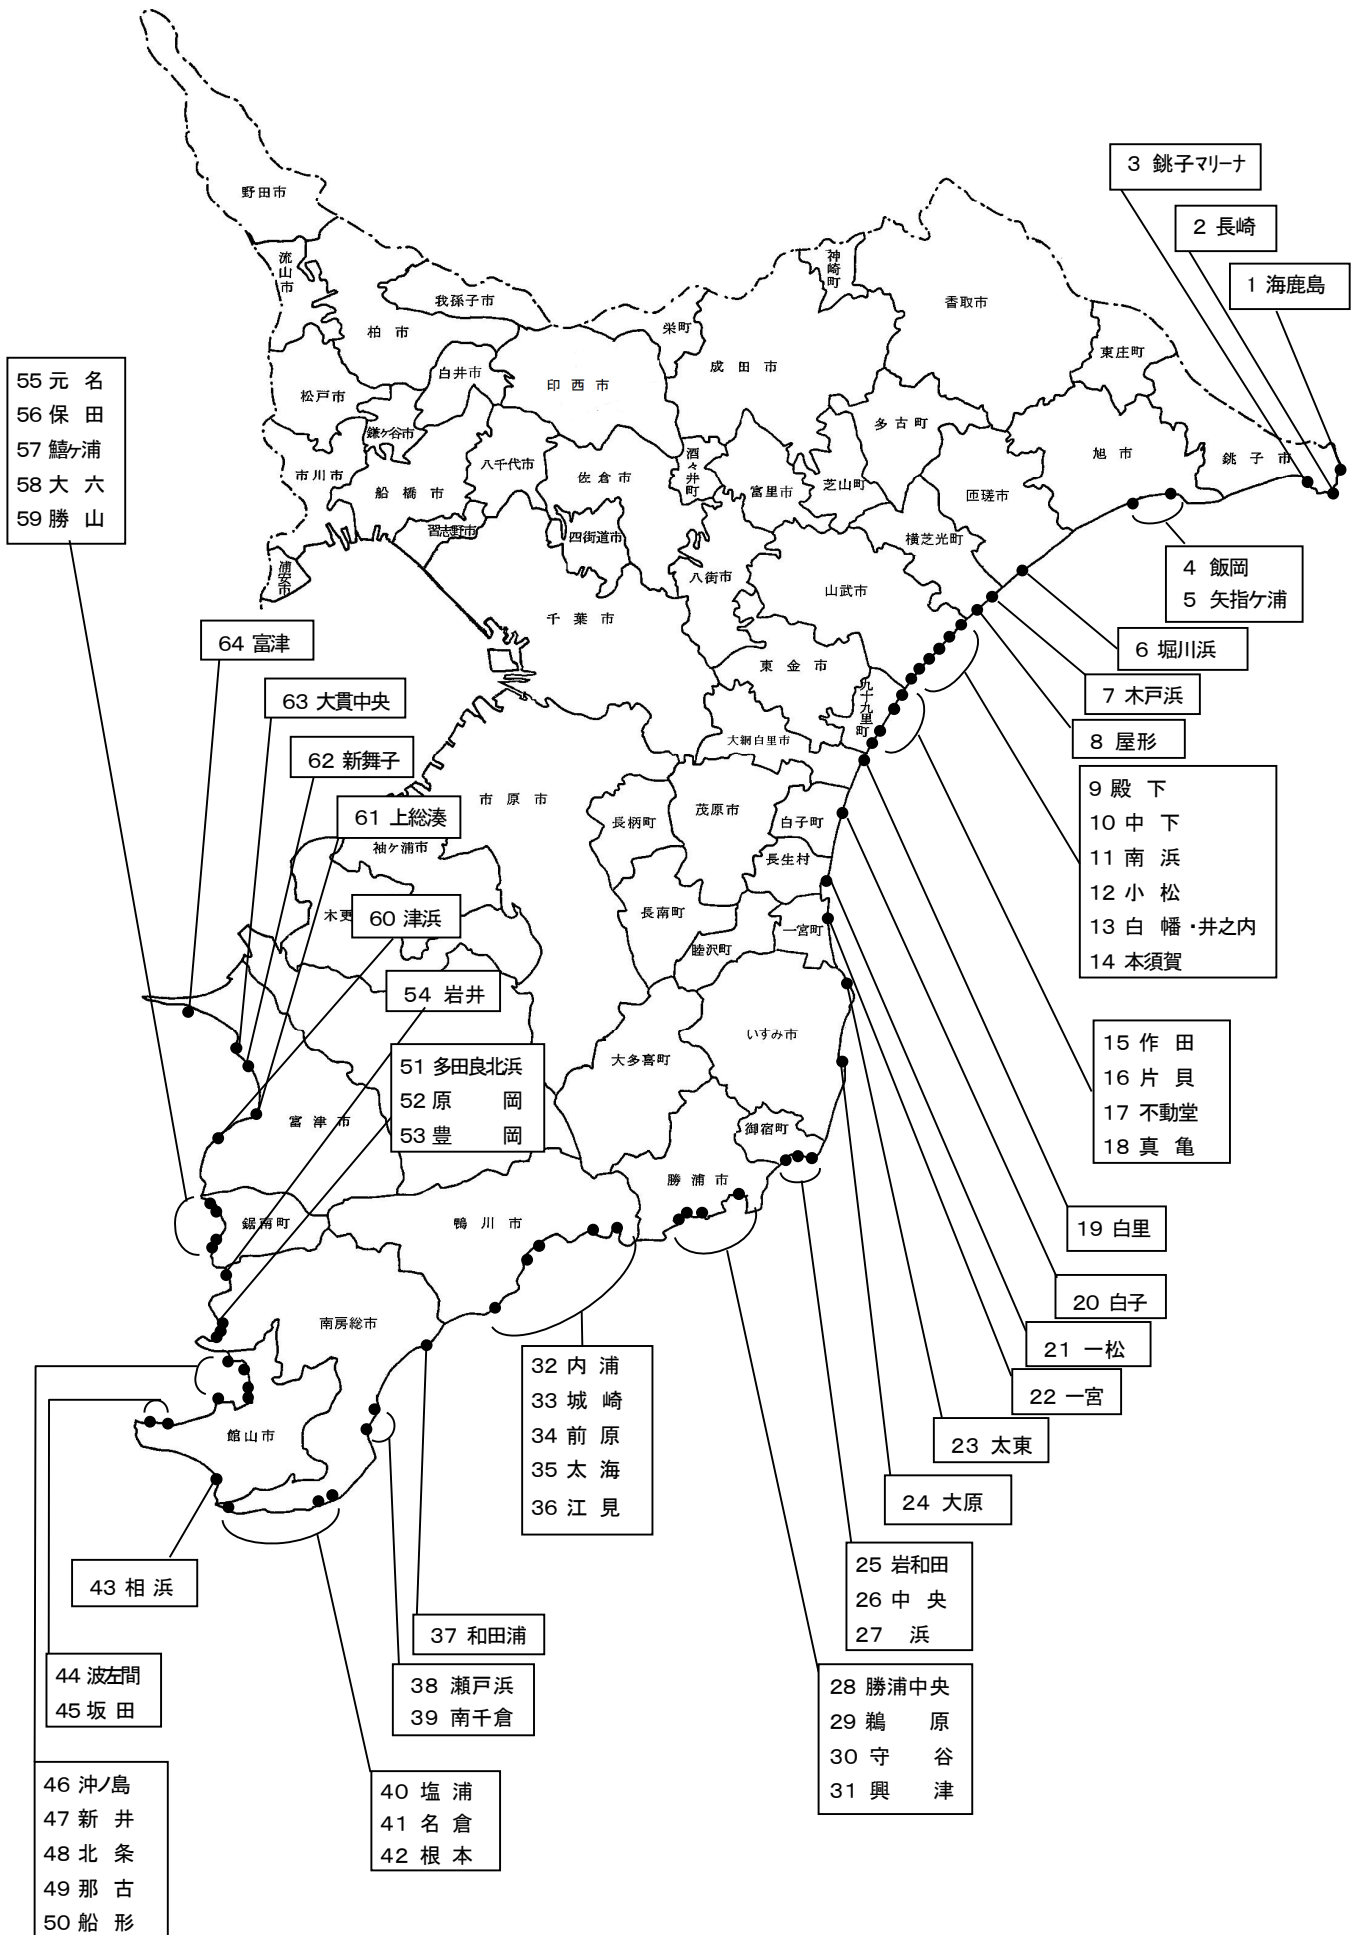 野田市
流山市
我孫子市
柏市
栄町
神崎町
香取市
成田市
東庄町
松戸市
白井市
印西市
鎌ケ谷市
多古町
旭市
銚子市
市川市
船橋市
八千代市
佐倉市
酒々井町
富里市
芝山町
匝瑳市
習志野市
四街道市
横芝光町
浦安市
八街市
山武市
千葉市
東金市
九十九里町
大網白里市
市原市
長柄町
茂原市
白子町
袖ケ浦市
長生村
木更
長南町
一宮町
睦沢町
いすみ市
大多喜町
富津市
御宿町
勝浦市
鋸南町
鴨川市
南房総市
館山市
1 海鹿島
2 長崎
3 銚子マリーナ
4 飯岡
5 矢指ケ浦
6 堀川浜
7 木戸浜
8 屋形
9 殿 下
10 中 下
11 南 浜
12 小 松
13 白 幡・井之内
14 本須賀
15 作 田
16 片 貝
17 不動堂
18 真 亀
19 白里
20 白子
21 一松
22 一宮
23 太東
24 大原
25 岩和田
26 中 央
27 浜
28 勝浦中央
29 鵜 原
30 守 谷
31 興 津
32 内 浦
33 城 崎
34 前 原
35 太 海
36 江 見
37 和田浦
38 瀬戸浜
39 南千倉
40 塩 浦
41 名 倉
42 根 本
43 相 浜
44 波左間
45 坂 田
46 沖ノ島
47 新 井
48 北 条
49 那 古
50 船 形
51 多田良北浜
52 原 岡
53 豊 岡
54 岩井
55 元 名
56 保 田
57 鱚ケ浦
58 大 六
59 勝 山
60 津浜
61 上総湊
62 新舞子
63 大貫中央
64 富津